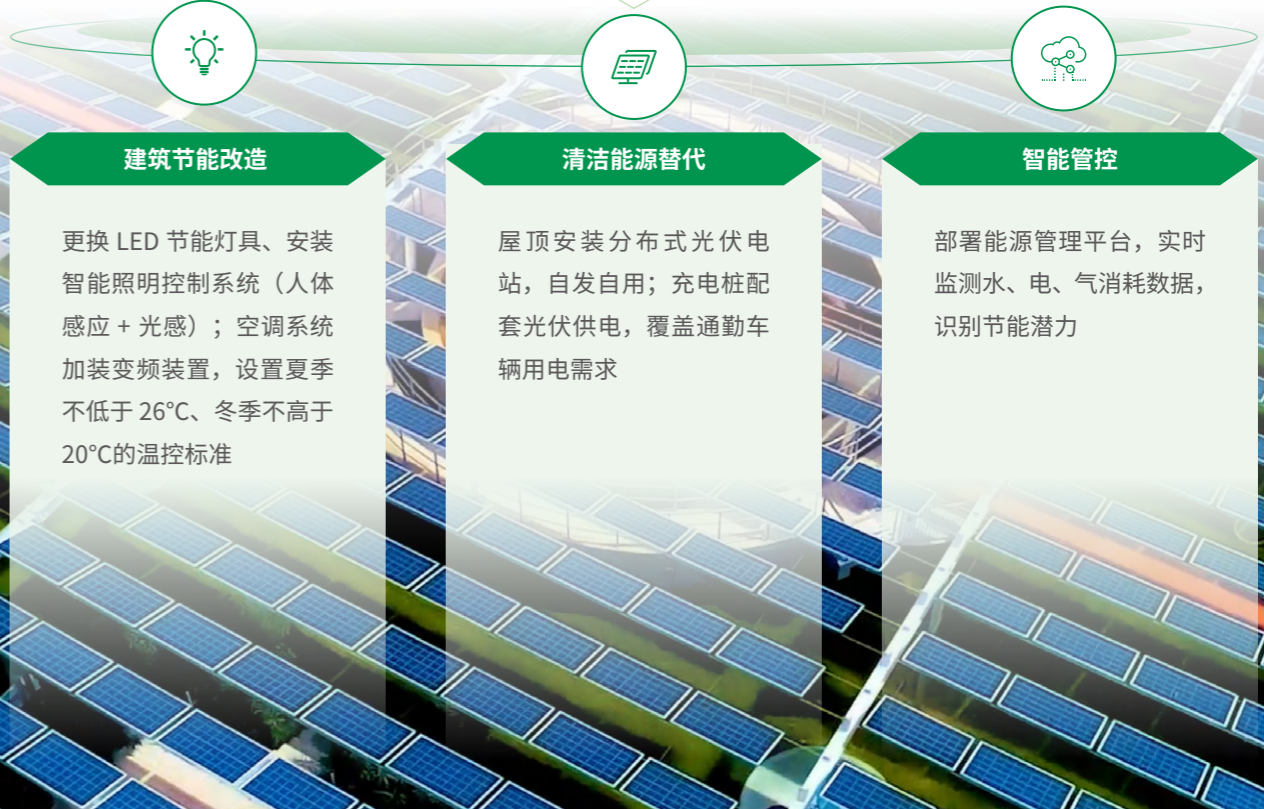 建筑节能改造
更换 LED 节能灯具、安装
智能照明控制系统（人体
感应 + 光感）；空调系统
加装变频装置，设置夏季
不低于 26℃、冬季不高于
20℃的温控标准
清洁能源替代
屋顶安装分布式光伏电
站，自发自用；充电桩配
套光伏供电，覆盖通勤车
辆用电需求
智能管控
部署能源管理平台，实时
监测水、电、气消耗数据，
识别节能潜力